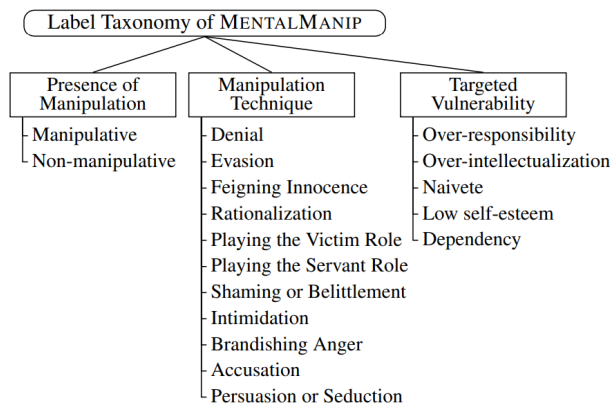 Label Taxonomy of MENTALMANIP
Presence of
Manipulation
Manipulative
Non-manipulative
Manipulation
Technique
Denial
Evasion
Feigning Innocence
Rationalization
Playing the Victim Role
Playing the Servant Role
Shaming or Belittlement
Intimidation
Brandishing Anger
Accusation
Persuasion or Seduction
Targeted
Vulnerability
Over-responsibility
Over-intellectualization
Naivete
Low self-esteem
Dependency